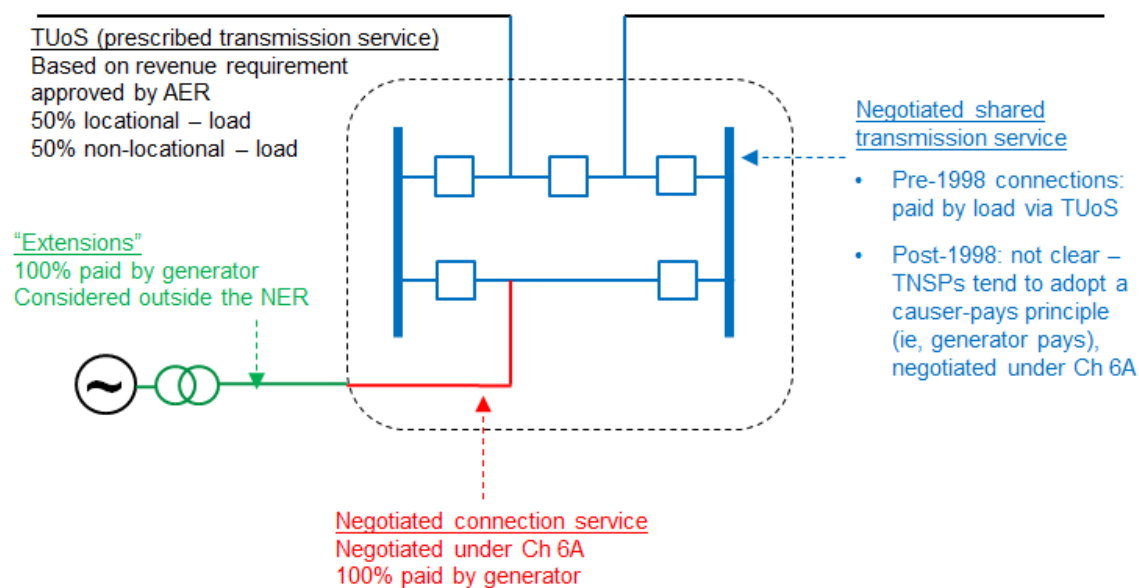 TUoS (prescribed transmission service)
Based on revenue requirement
approved by AER
50% locational – load
50% non-locational – load
Negotiated shared
transmission service
• Pre-1998 connections:
paid by load via TUoS
• Post-1998: not clear –
TNSPs tend to adopt a
causer-pays principle
(ie, generator pays),
negotiated under Ch 6A
"Extensions"
100% paid by generator
Considered outside the NER
~
Negotiated connection service
Negotiated under Ch 6A
100% paid by generator